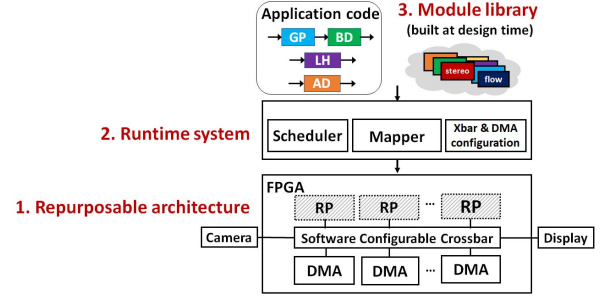 Application code
GP
BD
LH
AD
3. Module library
(built at design time)
stereo
flow
2. Runtime system
Scheduler
Mapper
Xbar & DMA
configuration
FPGA
1. Repurposable architecture
RP
RP
...
RP
Camera
Software Configurable Crossbar
Display
DMA
DMA
...
DMA